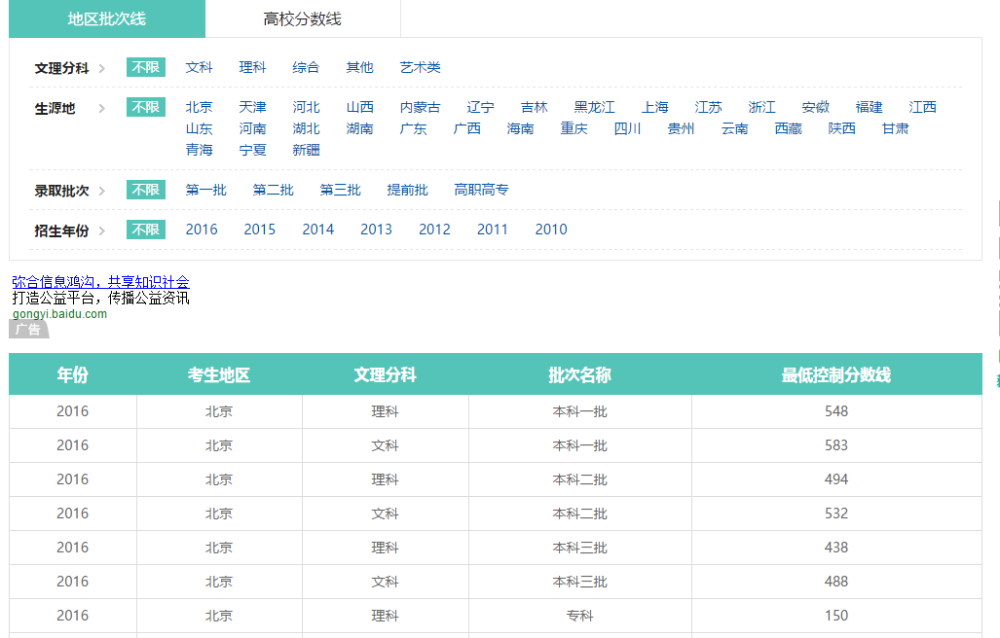 地区批次线 高校分数线
文理分科 不限 文科 理科 综合 其他 艺术类
生源地 不限 北京 天津 河北 山西 内蒙古 辽宁 吉林 黑龙江 上海 江苏 浙江 安徽 福建 江西
山东 河南 湖北 湖南 广东 广西 海南 重庆 四川 贵州 云南 西藏 陕西 甘肃
青海 宁夏 新疆
录取批次 不限 第一批 第二批 第三批 提前批 高职高专
招生年份 不限 2016 2015 2014 2013 2012 2011 2010
弥合信息鸿沟，共享知识社会
打造公益平台，传播公益资讯
gongyi.baidu.com
广告
年份 考生地区 文理分科 批次名称 最低控制分数线
2016 北京 理科 本科一批 548
2016 北京 文科 本科一批 583
2016 北京 理科 本科二批 494
2016 北京 文科 本科二批 532
2016 北京 理科 本科三批 438
2016 北京 文科 本科三批 488
2016 北京 理科 专科 150